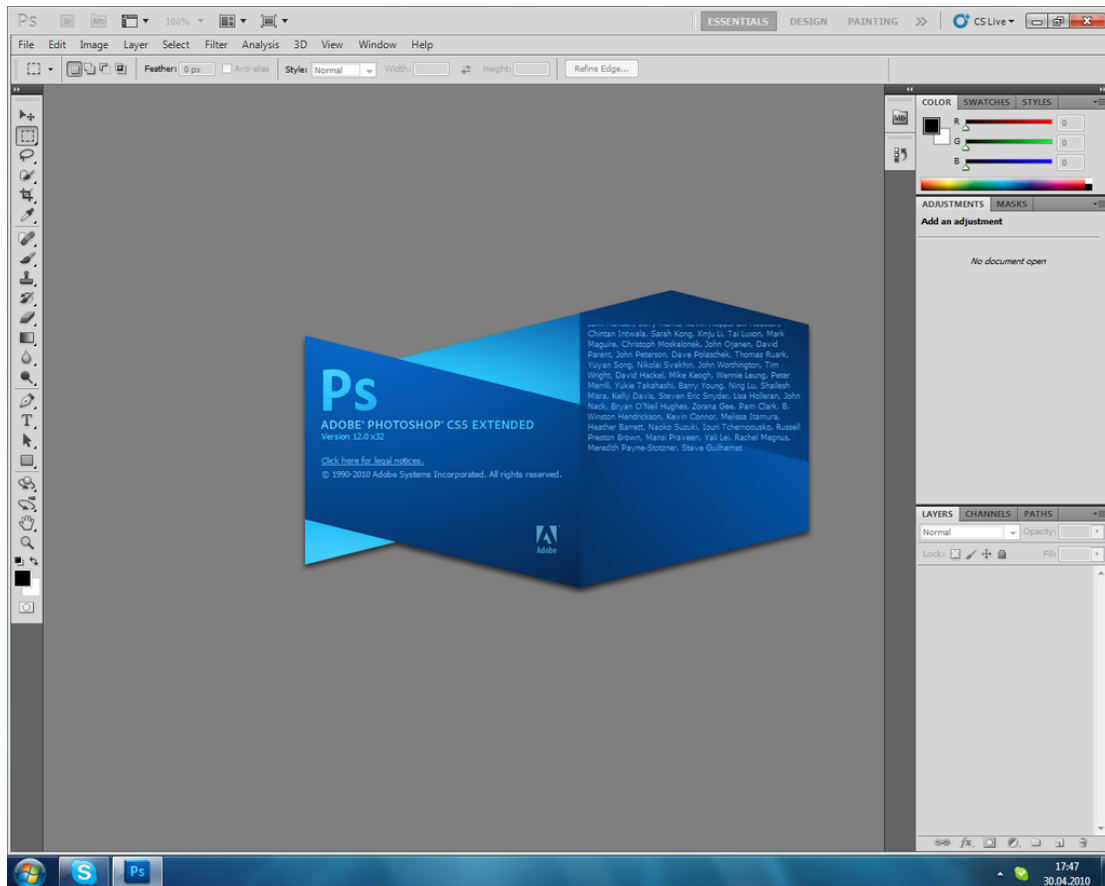 Ps Br Mb 100% ESSENTIALS DESIGN PAINTING CS Live
File Edit Image Layer Select Filter Analysis 3D View Window Help
Feather: 0 px Anti-alias Style: Normal Width: Height: Refine Edge...
Mb
COLOR SWATCHES STYLES
R 0
G 0
B 0
ADJUSTMENTS MASKS
Add an adjustment
No document open
Ps
ADOBE® PHOTOSHOP® CS5 EXTENDED
Version 12.0 x32
Click here for legal notices.
© 1990-2010 Adobe Systems Incorporated. All rights reserved.
Adobe
Chintan Intwala, Sarah Kong, Xinju Li, Tai Luxon, Mark
Maguire, Christoph Moskalonek, John Ojanen, David
Parent, John Peterson, Dave Polaschek, Thomas Ruark,
Yuyan Song, Nikolai Svakhin, John Worthington, Tim
Wright, David Hackel, Mike Keogh, Wennie Leung, Peter
Merrill, Yukie Takahashi, Barry Young, Ning Lu, Shailesh
Misra, Kelly Davis, Steven Eric Snyder, Lisa Holleran, John
Nack, Bryan O'Neil Hughes, Zorana Gee, Pam Clark, B.
Winston Hendrickson, Kevin Connor, Melissa Itamura,
Heather Barrett, Naoko Suzuki, Iouri Tchernoousko, Russell
Preston Brown, Mansi Praveen, Yali Lei, Rachel Magnus,
Meredith Payne-Stotzner, Steve Guilhamet
T
LAYERS CHANNELS PATHS
Normal Opacity:
Lock: Fill:
fx
S Ps
17:47
30.04.2010